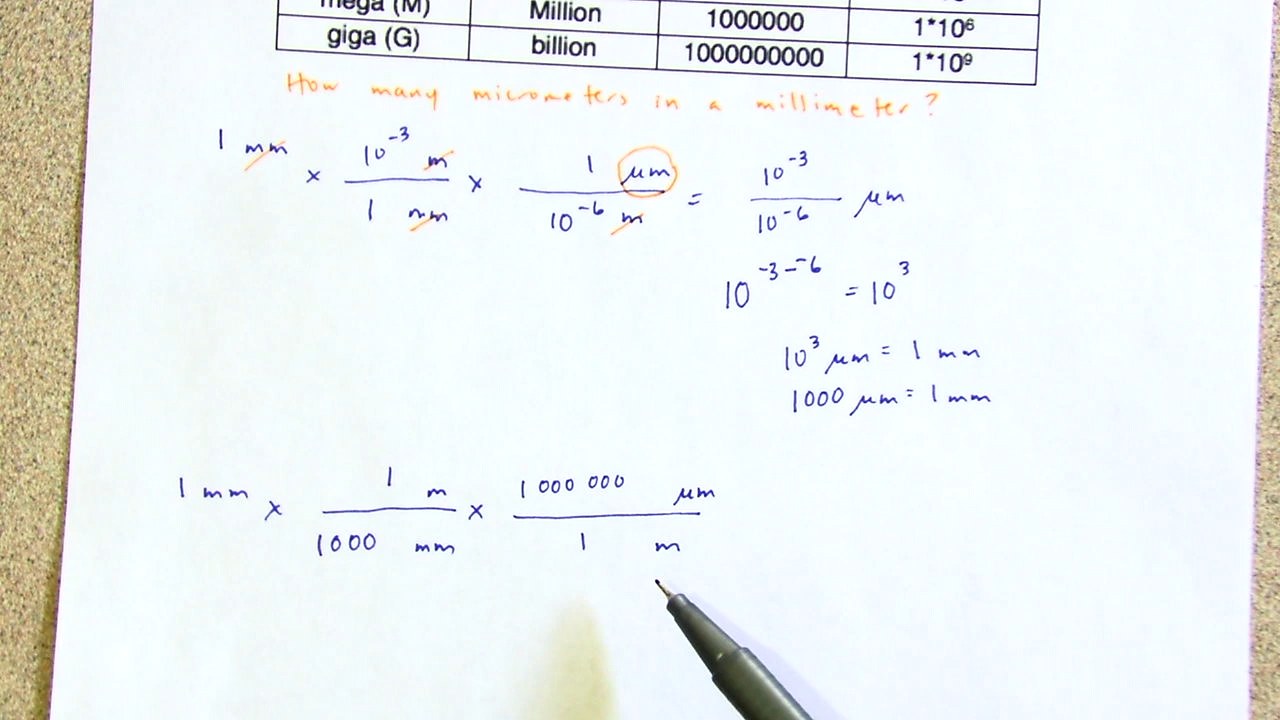 mega (M) Million 1000000 1*10⁶
giga (G) billion 1000000000 1*10⁹
How many micrometers in a millimeter?
1 mm × 10⁻³ m / 1 mm × 1 μm / 10⁻⁶ m = 10⁻³ / 10⁻⁶ μm
10⁻³⁻⁻⁶ = 10³
10³ μm = 1 mm
1000 μm = 1 mm
1 mm × 1 m / 1000 mm × 1 000 000 μm / 1 m